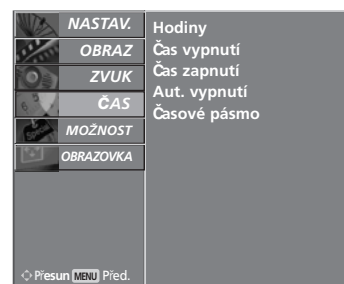 NASTAV.
OBRAZ
ZVUK
ČAS
MOŽNOST
OBRAZOVKA
Přesun MENU Před.
Hodiny
Čas vypnutí
Čas zapnutí
Aut. vypnutí
Časové pásmo